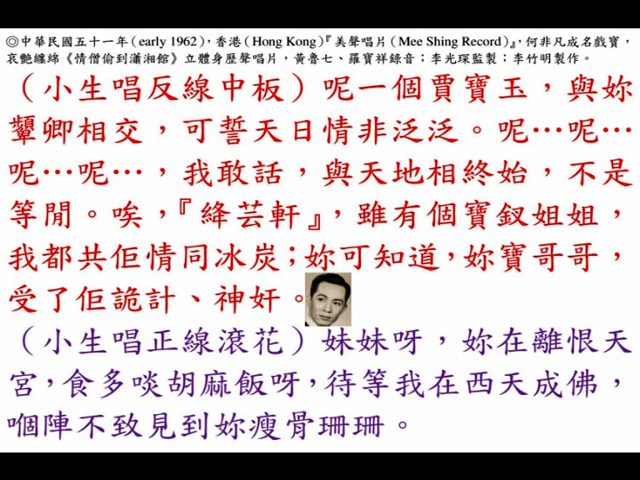 ◎中華民國五十一年(early 1962)，香港(Hong Kong)『美聲唱片(Mee Shing Record)』，何非凡成名戲寶，
哀艷纏綿《情僧偷到瀟湘館》立體身歷聲唱片，黃魯七、羅寶祥錄音；李光琛監製；李竹明製作。
（小生唱反線中板）呢一個賈寶玉，與妳
顰卿相交，可誓天日情非泛泛。呢…呢…
呢…呢…，我敢話，與天地相終始，不是
等閒。唉，『絳芸軒』，雖有個寶釵姐姐，
我都共佢情同冰炭；妳可知道，妳寶哥哥，
受了佢詭計、神奸。
（小生唱正線滾花）妹妹呀，妳在離恨天
宮，食多啖胡麻飯呀，待等我在西天成佛，
嗰陣不致見到妳瘦骨珊珊。